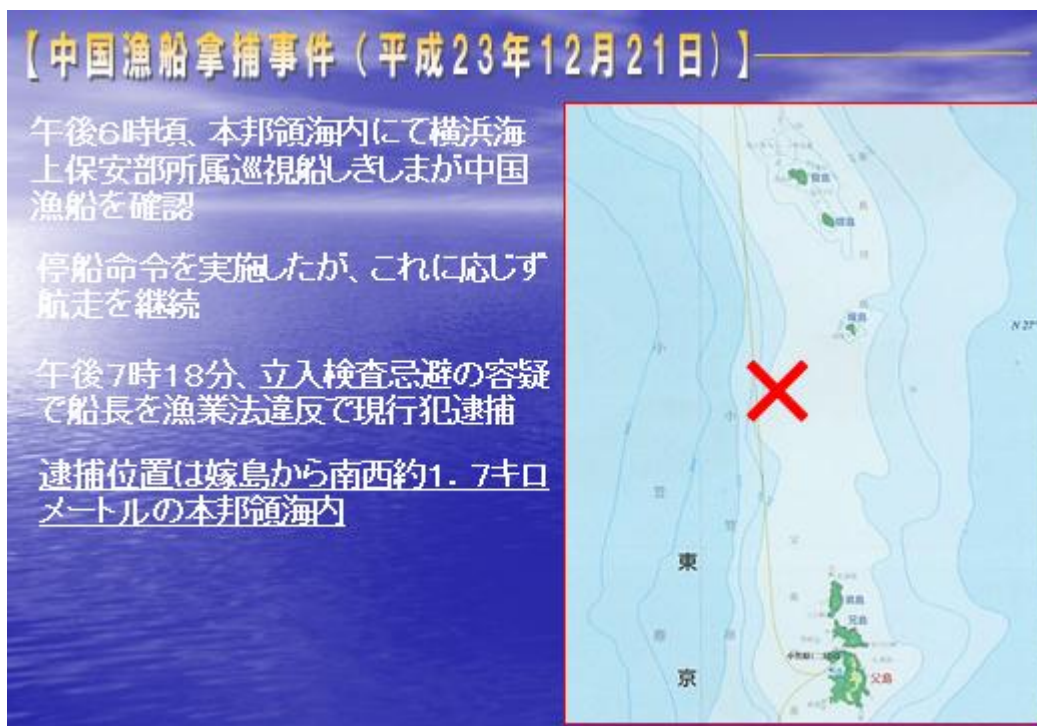 【中国漁船拿捕事件（平成23年12月21日）】
午後6時頃、本邦領海内にて横浜海
上保安部所属巡視船しきしまが中国
漁船を確認
停船命令を実施したが、これに応じず
航走を継続
午後7時18分、立入検査忌避の容疑
で船長を漁業法違反で現行犯逮捕
逮捕位置は嫁島から南西約1．7キロ
メートルの本邦領海内
嫁島
N 27°
小
笠
東
京
兄島
父島